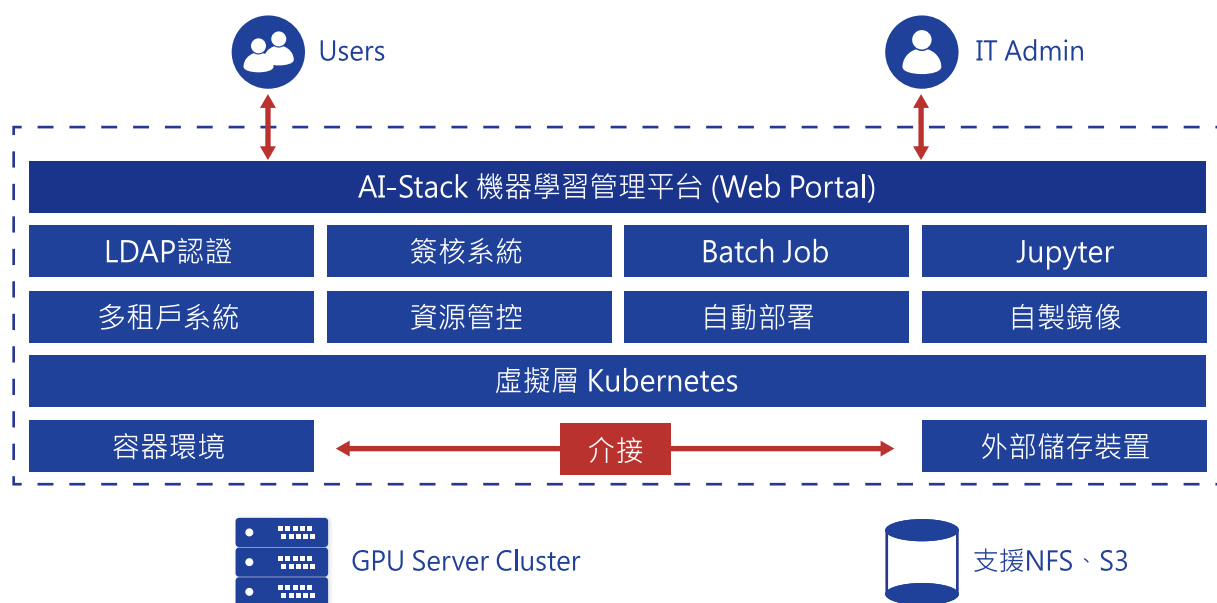 Users
IT Admin
AI-Stack 機器學習管理平台 (Web Portal)
LDAP認證
簽核系統
Batch Job
Jupyter
多租戶系統
資源管控
自動部署
自製鏡像
虛擬層 Kubernetes
容器環境
介接
外部儲存裝置
GPU Server Cluster
支援NFS、S3